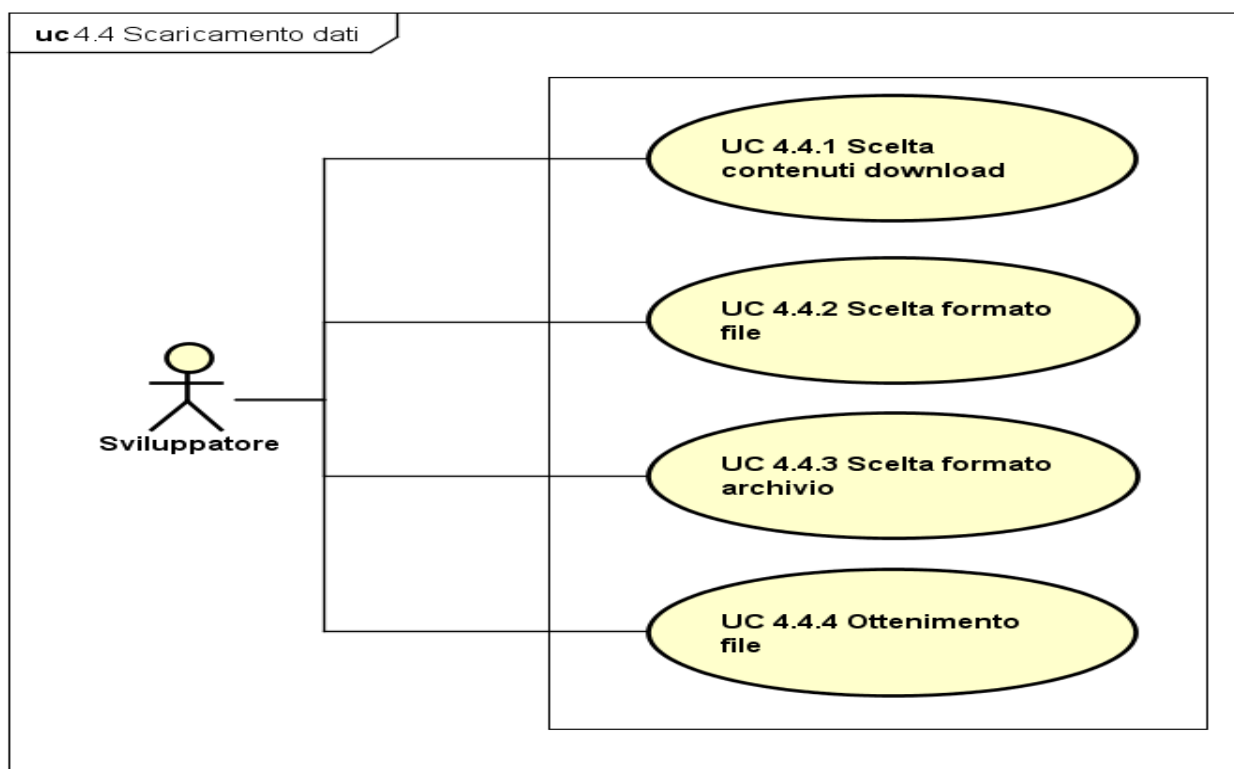 uc 4.4 Scaricamento dati
UC 4.4.1 Scelta
contenuti download
UC 4.4.2 Scelta formato
file
Sviluppatore
UC 4.4.3 Scelta formato
archivio
UC 4.4.4 Ottenimento
file